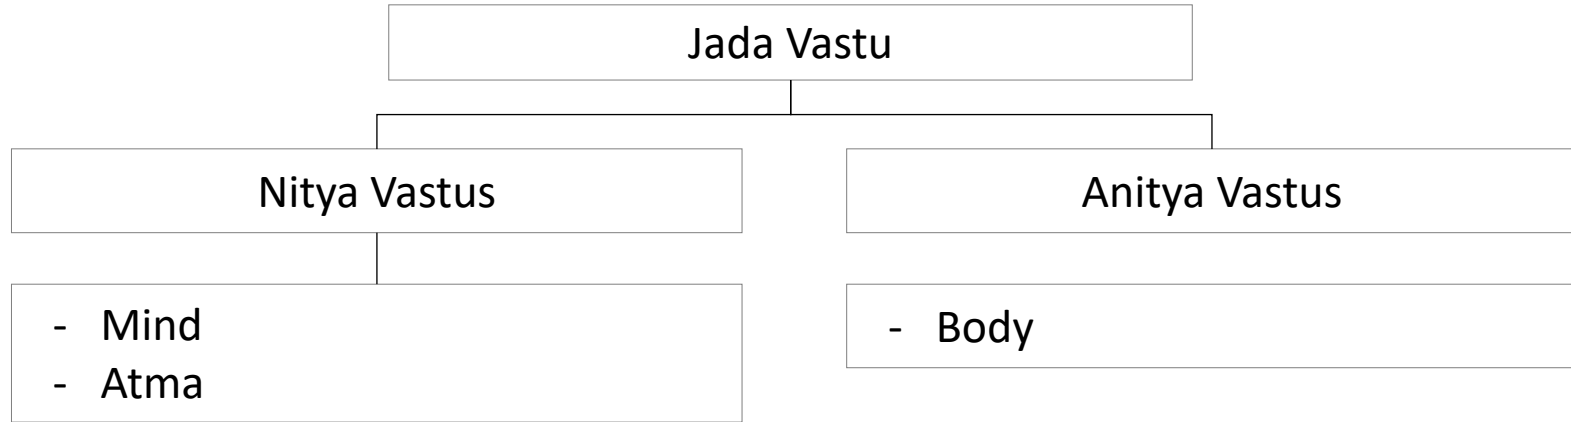 Jada Vastu
Nitya Vastus
Anitya Vastus
- Mind
- Atma
- Body